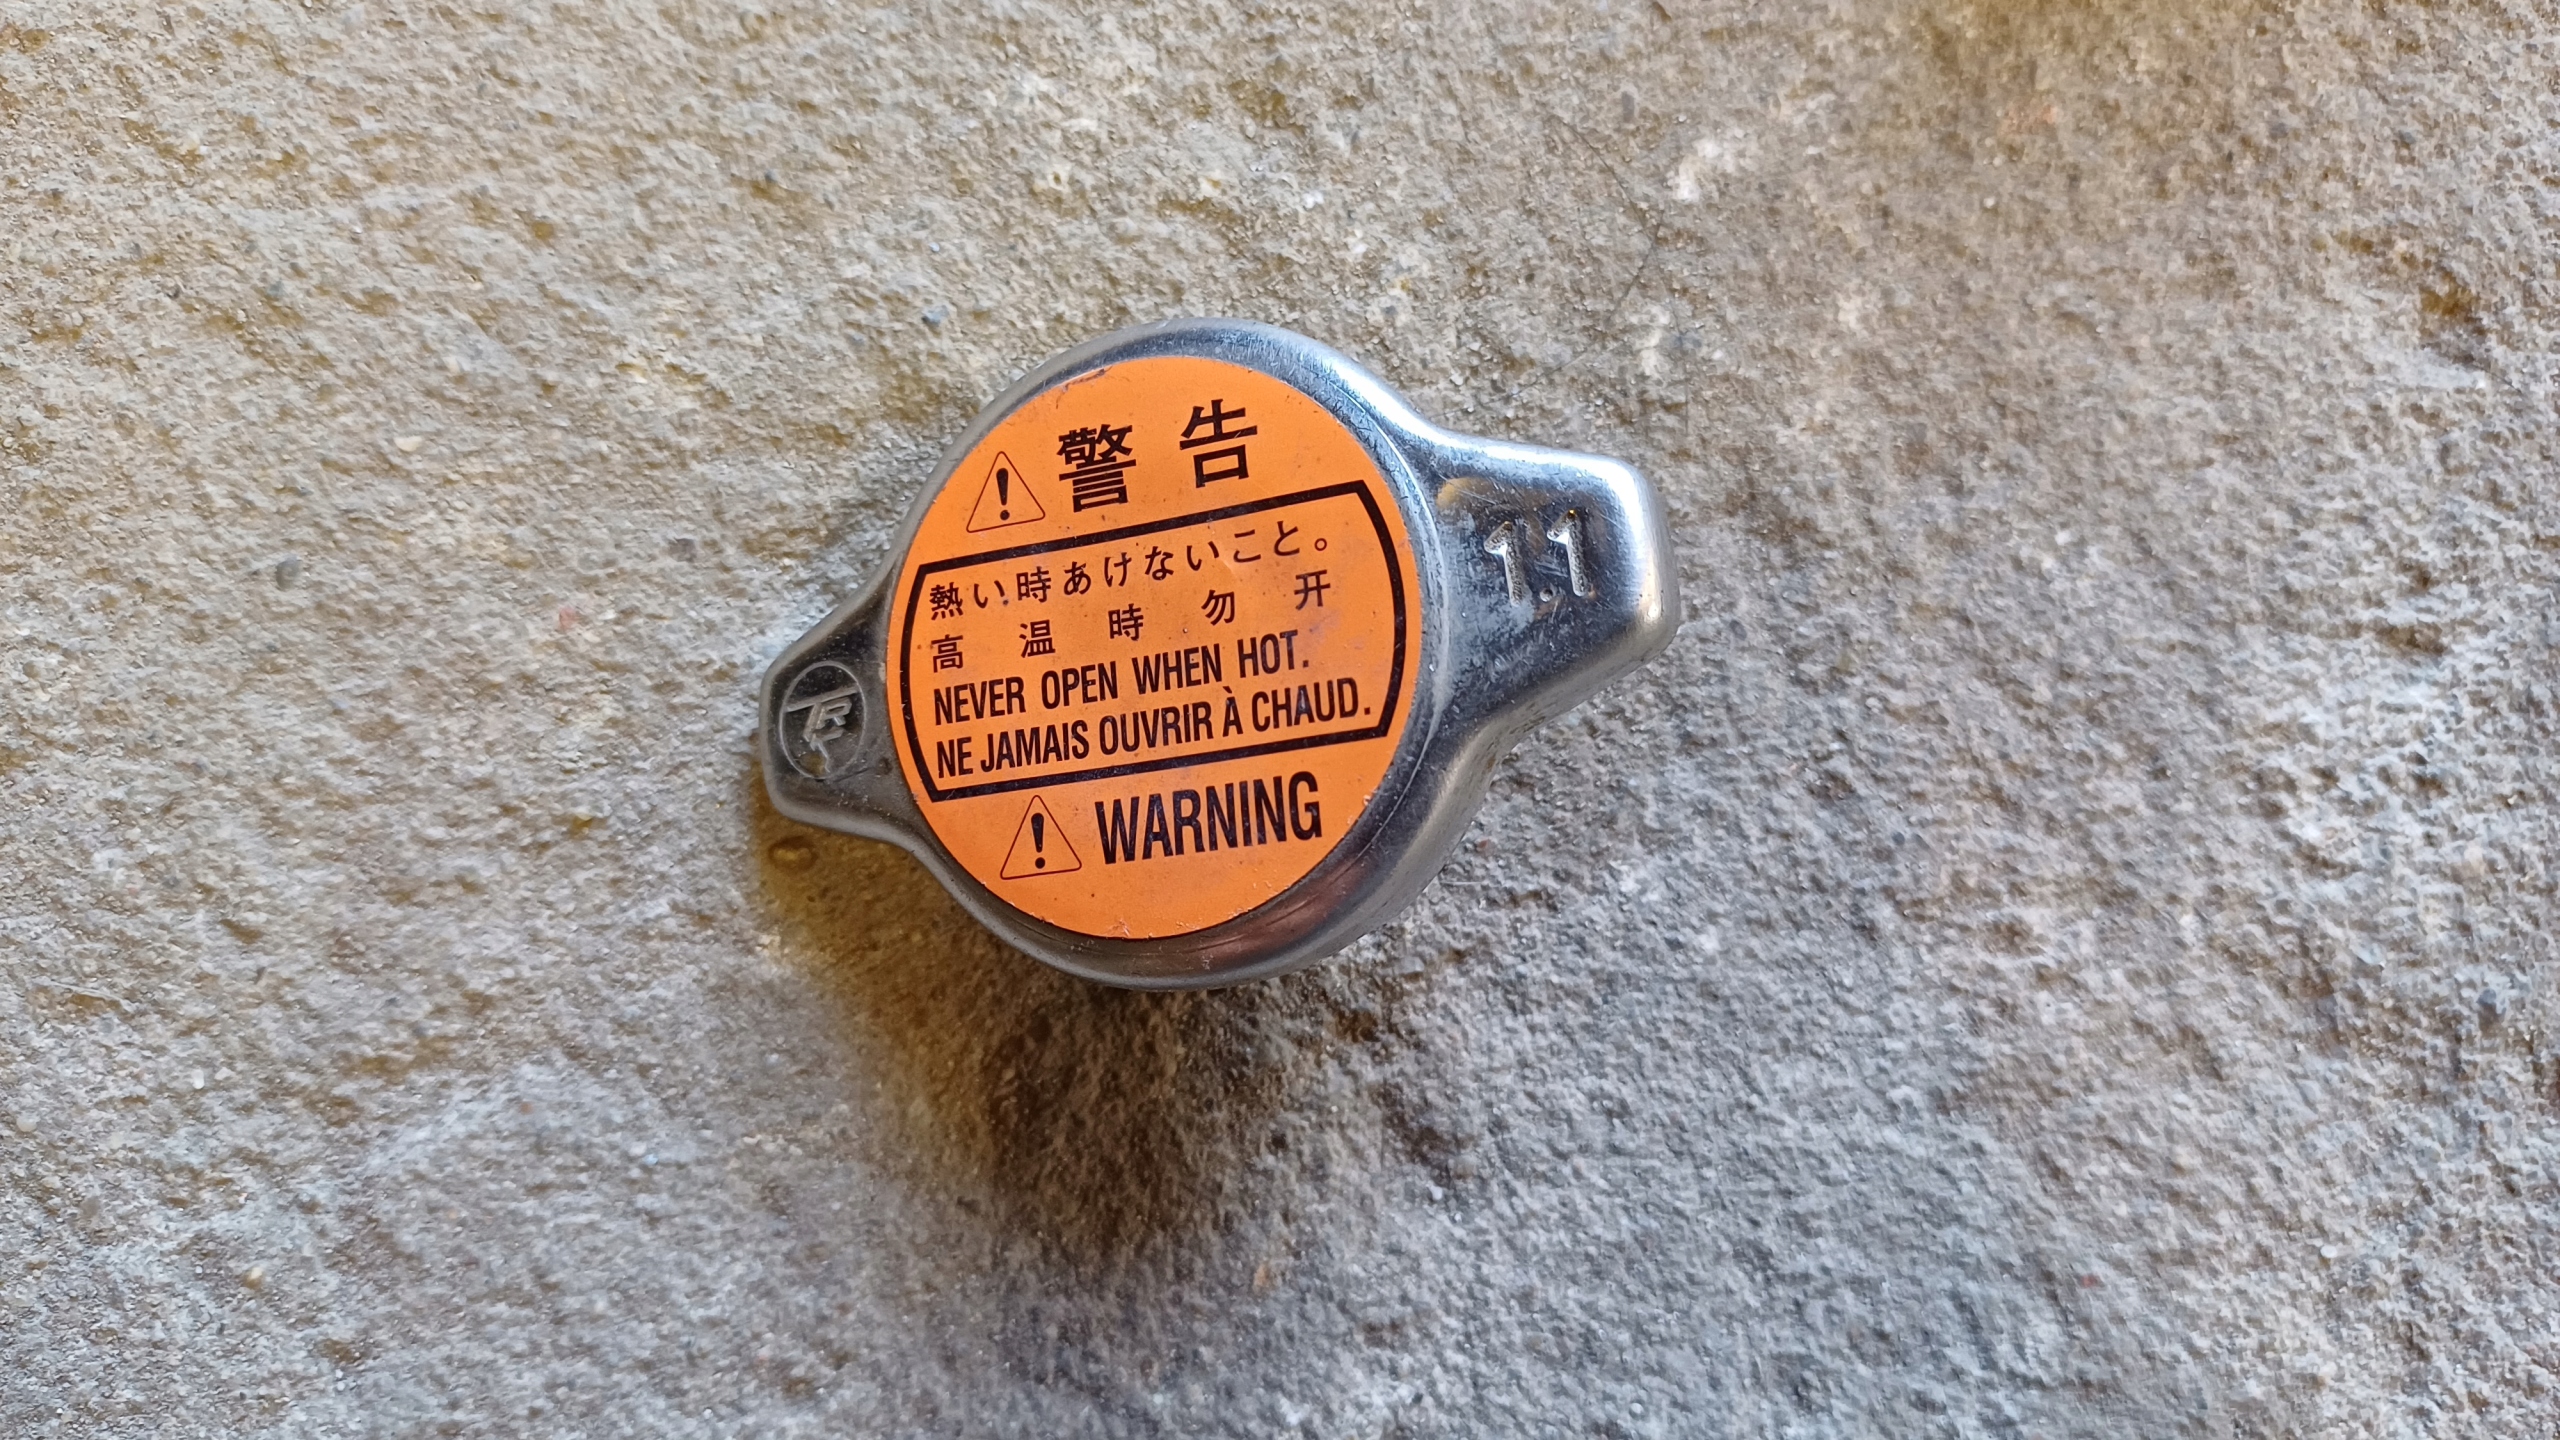 警告
熱い時あけないこと。
高温時勿开
NEVER OPEN WHEN HOT.
NE JAMAIS OUVRIR À CHAUD.
WARNING
1.1
TRC